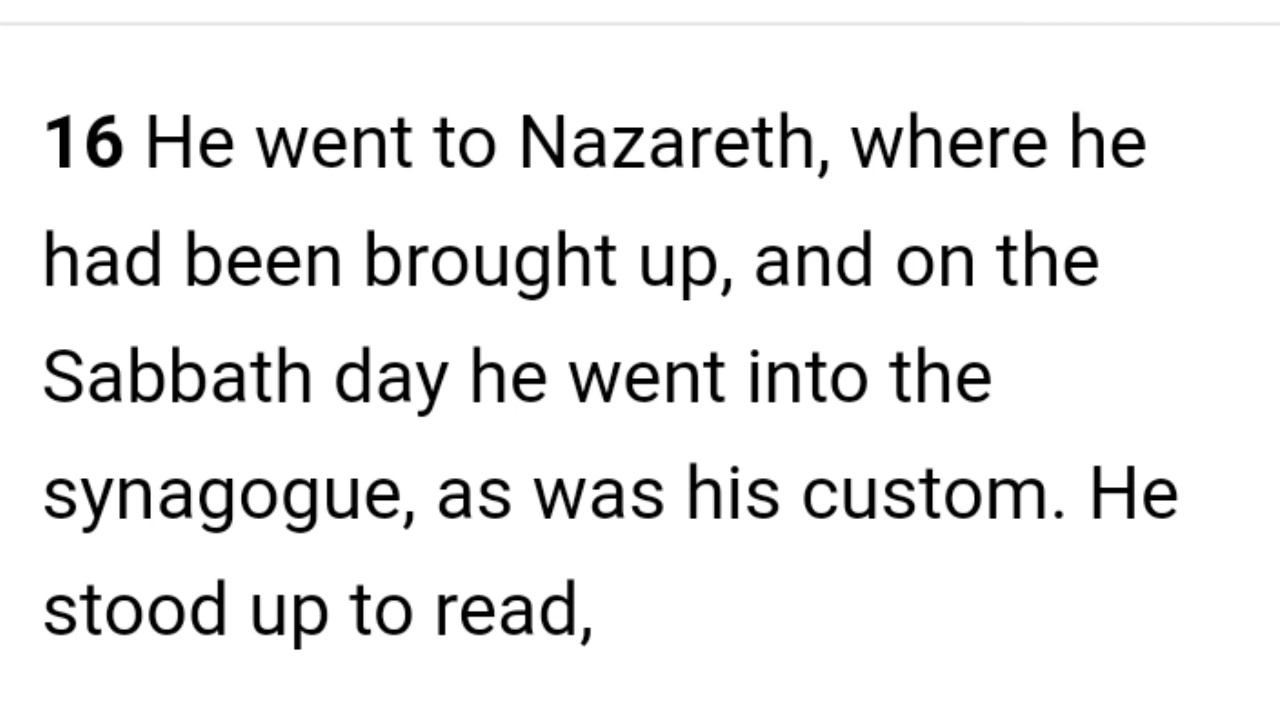 16 He went to Nazareth, where he
had been brought up, and on the
Sabbath day he went into the
synagogue, as was his custom. He
stood up to read,